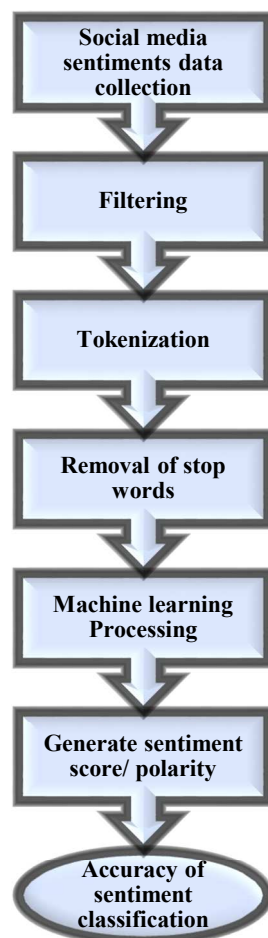 Social media
sentiments data
collection
Filtering
Tokenization
Removal of stop
words
Machine learning
Processing
Generate sentiment
score/ polarity
Accuracy of
sentiment
classification